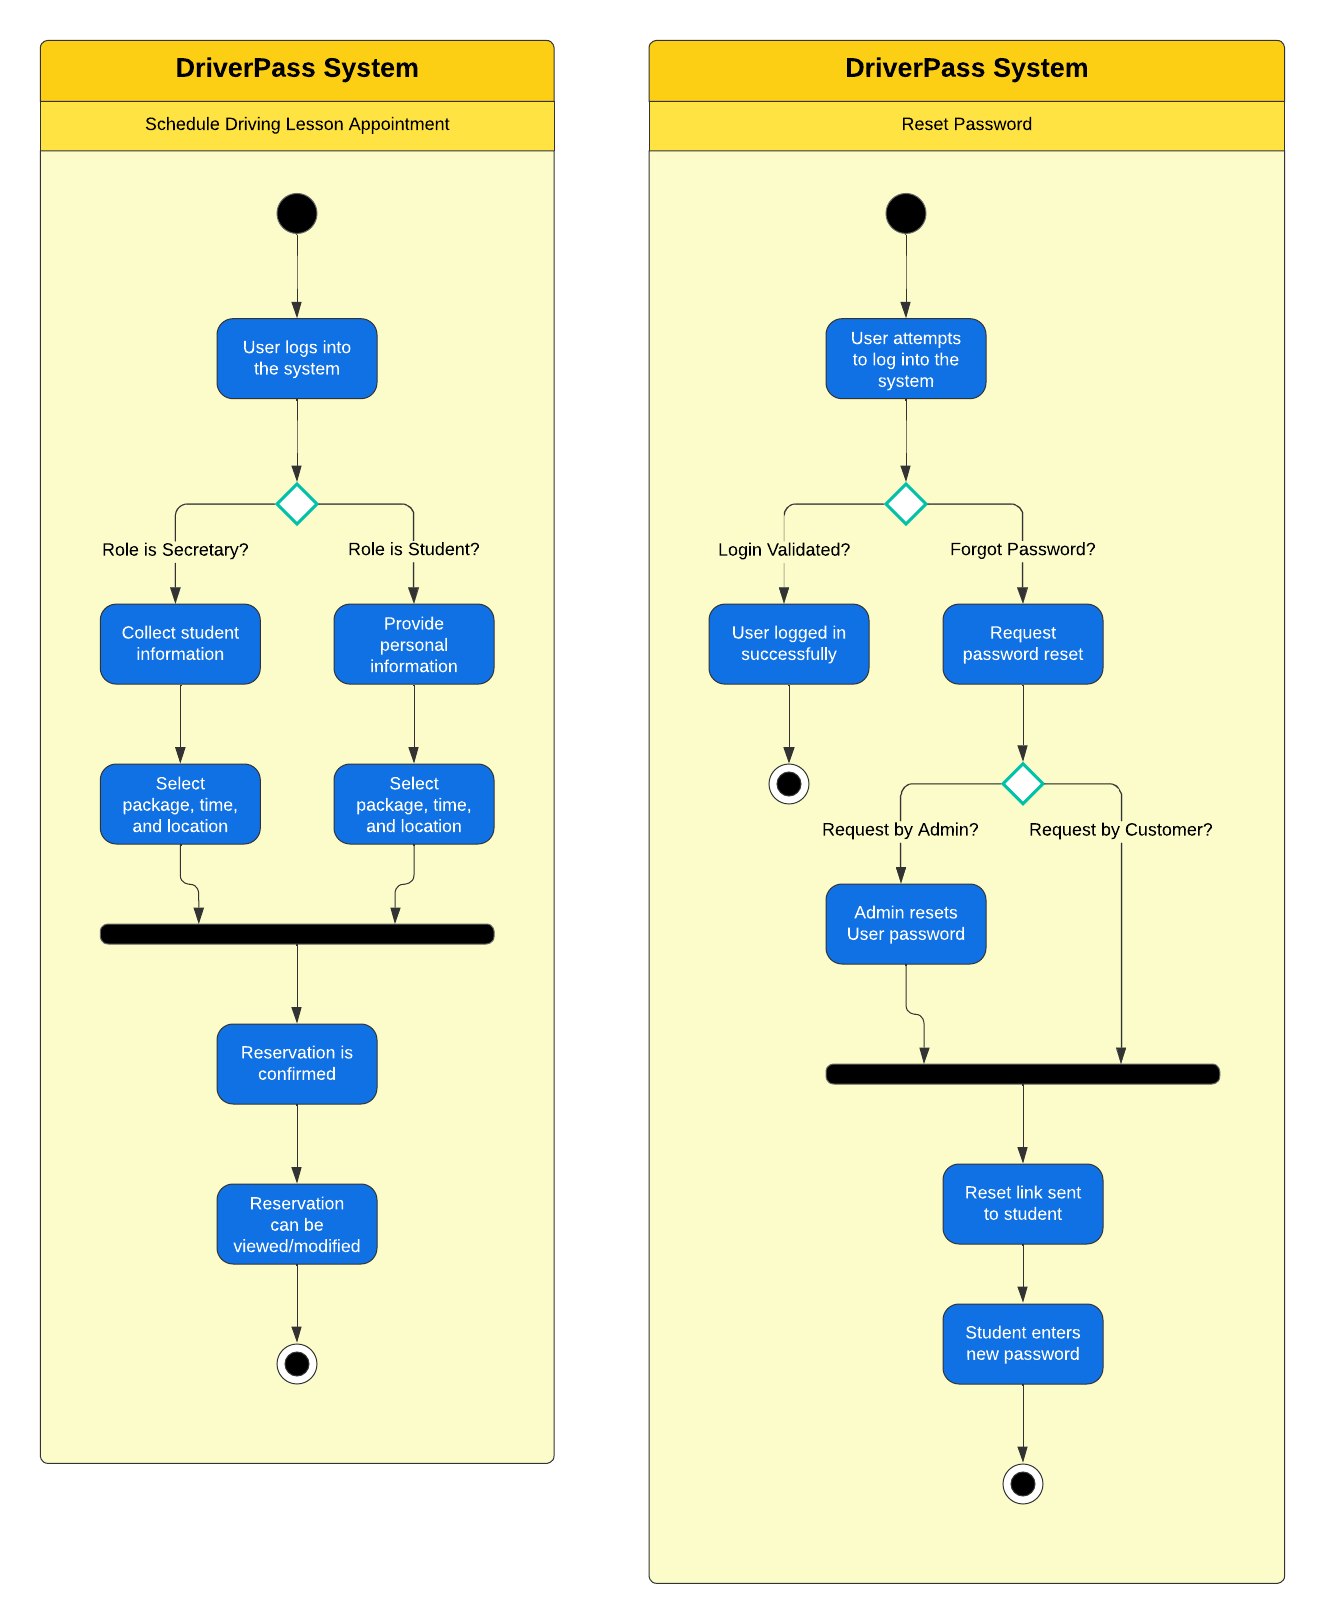 DriverPass System
Schedule Driving Lesson Appointment
User logs into
the system
Role is Secretary?
Role is Student?
Collect student
information
Provide
personal
information
Select
package, time,
and location
Select
package, time,
and location
Reservation is
confirmed
Reservation
can be
viewed/modified
DriverPass System
Reset Password
User attempts
to log into the
system
Login Validated?
Forgot Password?
User logged in
successfully
Request
password reset
Request by Admin?
Request by Customer?
Admin resets
User password
Reset link sent
to student
Student enters
new password